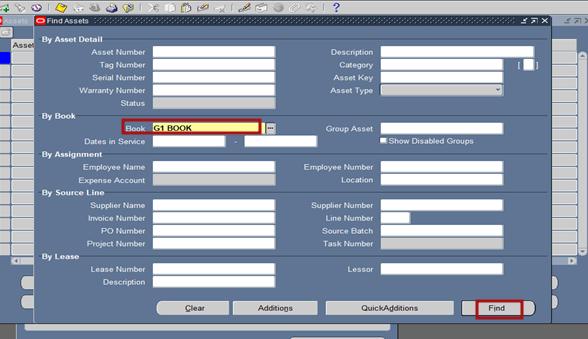 Assets
Find Assets
Asset
By Asset Detail
Asset Number
Description
Tag Number
Category
[ ]
Serial Number
Asset Key
Warranty Number
Asset Type
Status
By Book
Book G1 BOOK
Group Asset
Dates in Service -
Show Disabled Groups
By Assignment
Employee Name
Employee Number
Expense Account
Location
By Source Line
Supplier Name
Supplier Number
Invoice Number
Line Number
PO Number
Source Batch
Project Number
Task Number
By Lease
Lease Number
Lessor
Description
Clear
Additions
QuickAdditions
Find